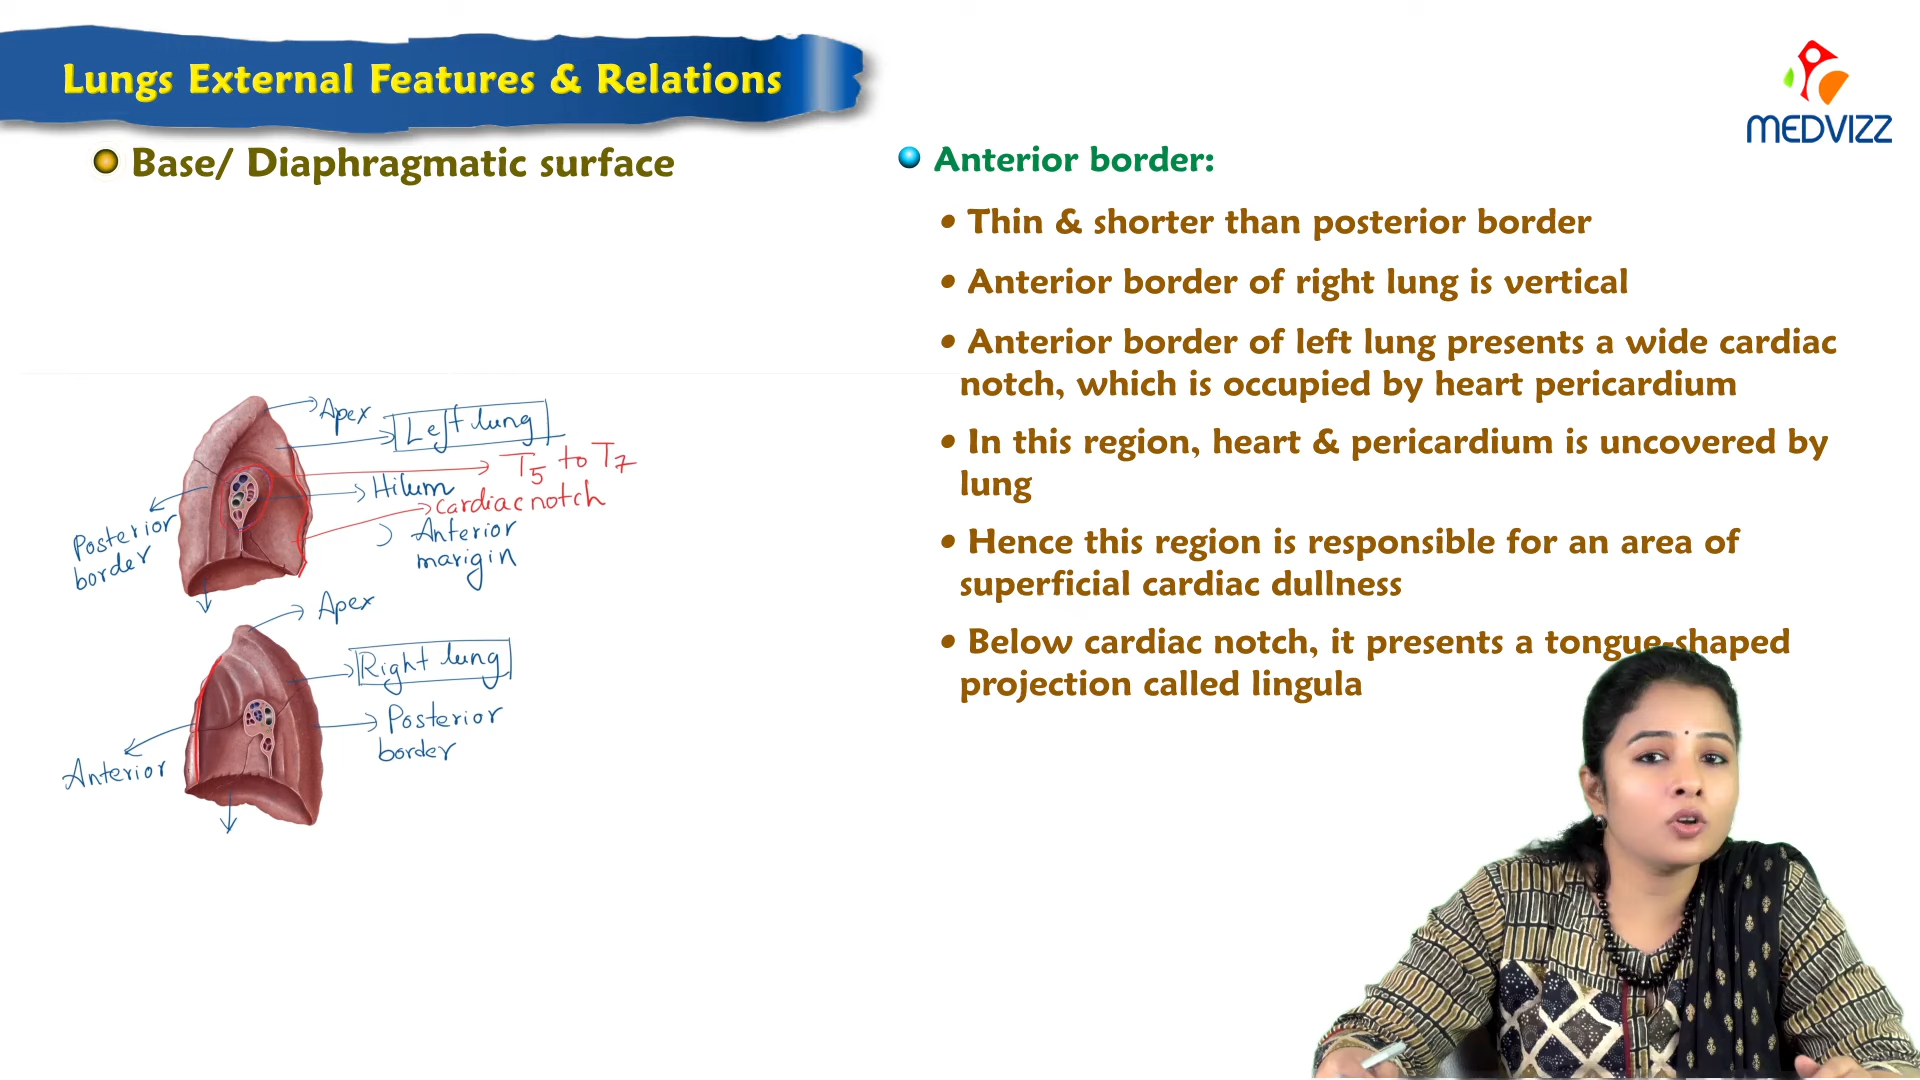 Lungs External Features & Relations
MEDVIZZ
Base/ Diaphragmatic surface
Apex
Left lung
T5 to T7
Hilum
Cardiac notch
Anterior
marigin
Posterior
border
Apex
Right lung
Posterior
border
Anterior
Anterior border:
• Thin & shorter than posterior border
• Anterior border of right lung is vertical
• Anterior border of left lung presents a wide cardiac
notch, which is occupied by heart pericardium
• In this region, heart & pericardium is uncovered by
lung
• Hence this region is responsible for an area of
superficial cardiac dullness
• Below cardiac notch, it presents a tongue-shaped
projection called lingula